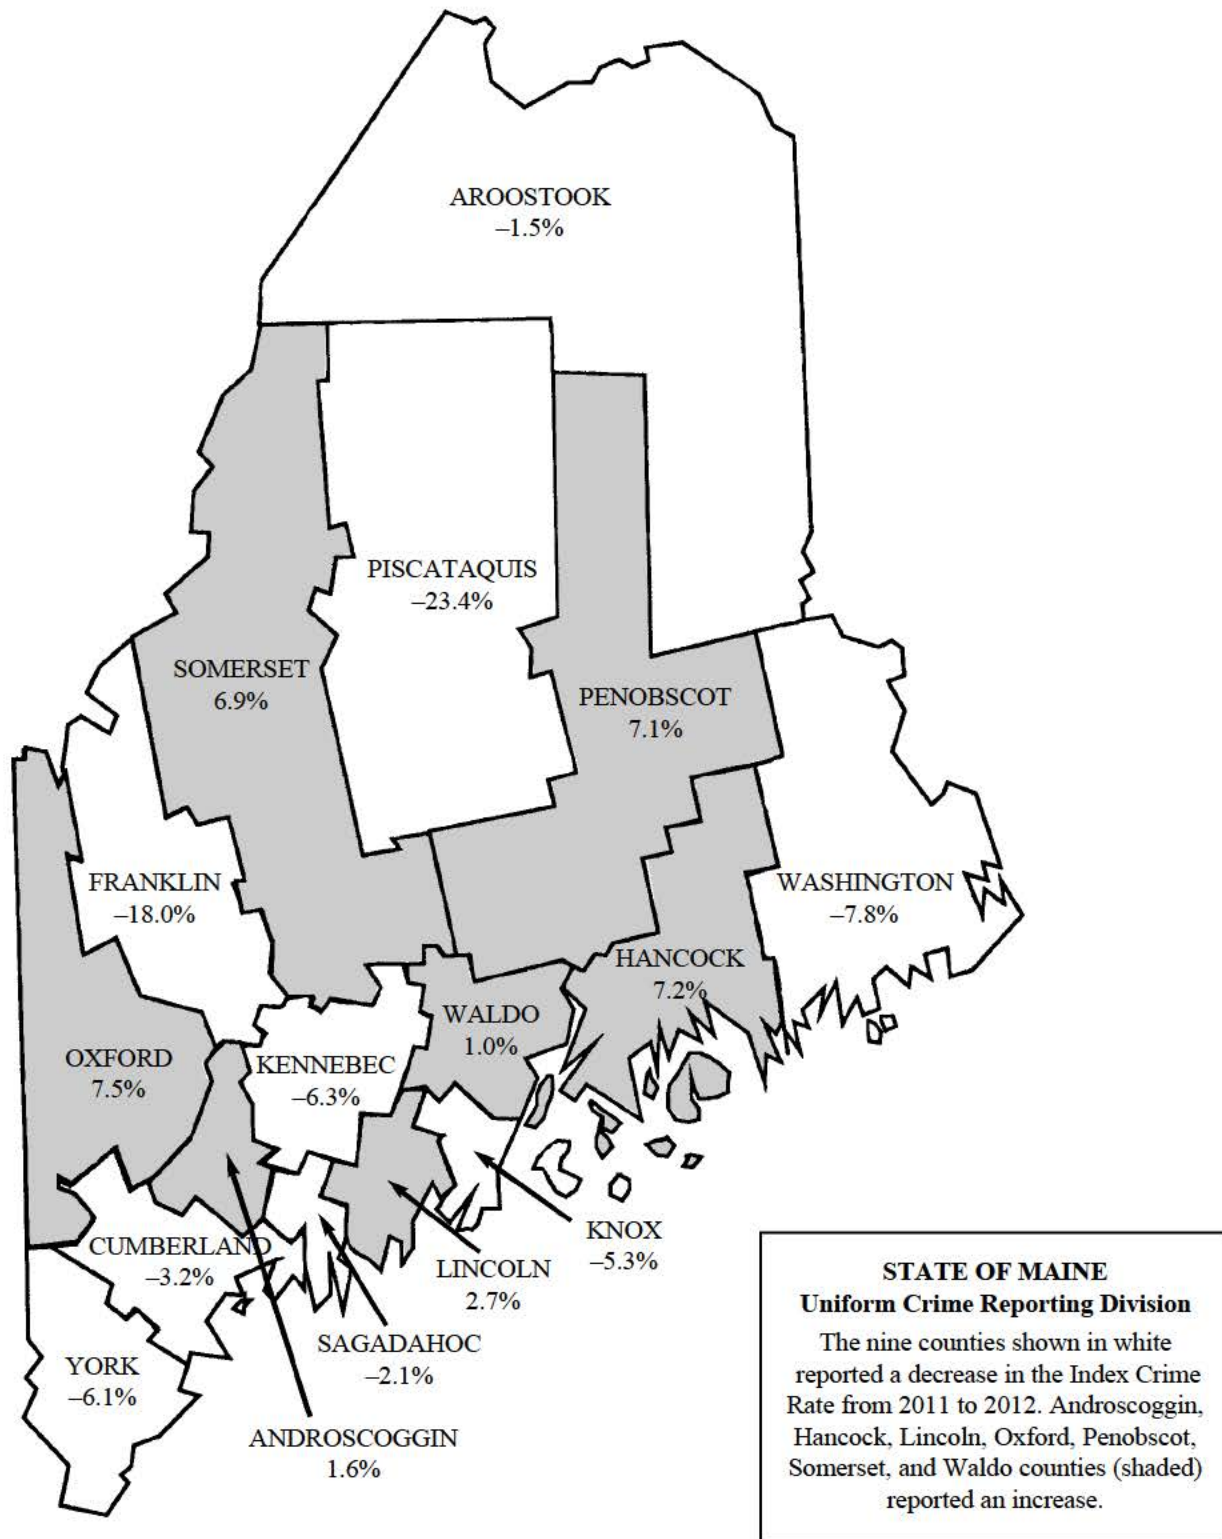 AROOSTOOK
–1.5%
PISCATAQUIS
–23.4%
SOMERSET
6.9%
PENOBSCOT
7.1%
FRANKLIN
–18.0%
WASHINGTON
–7.8%
HANCOCK
7.2%
WALDO
1.0%
OXFORD
7.5%
KENNEBEC
–6.3%
KNOX
–5.3%
CUMBERLAND
–3.2%
LINCOLN
2.7%
SAGADAHOC
–2.1%
YORK
–6.1%
ANDROSCOGGIN
1.6%
STATE OF MAINE
Uniform Crime Reporting Division
The nine counties shown in white
reported a decrease in the Index Crime
Rate from 2011 to 2012. Androscoggin,
Hancock, Lincoln, Oxford, Penobscot,
Somerset, and Waldo counties (shaded)
reported an increase.